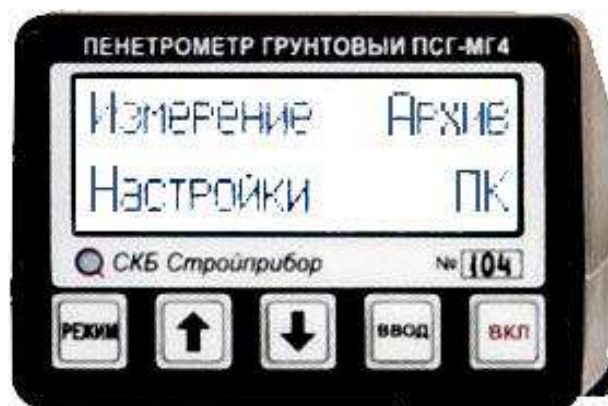 ПЕНЕТРОМЕТР ГРУНТОВЫЙ ПСГ-МГ4
Измерение Архив
Настройки ПК
СКБ Стройприбор № 104
РЕЖИМ ВВОД ВКЛ